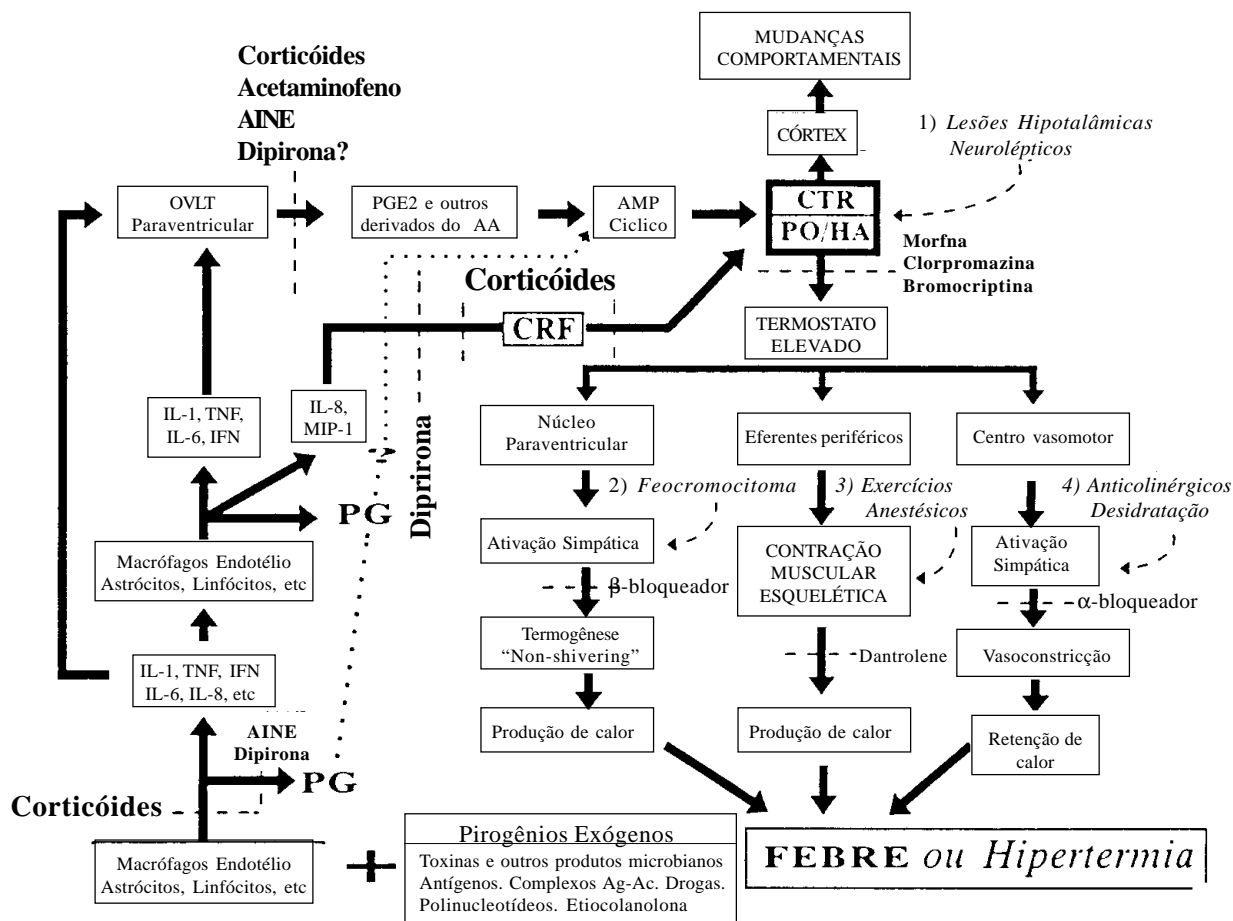 MUDANÇAS
COMPORTAMENTAIS
Corticóides
Acetaminofeno
AINE
Dipirona?
CÓRTEX
1) Lesões Hipotalâmicas
Neurolépticos
OVLT
Paraventricular
PGE2 e outros
derivados do AA
AMP
Ciclico
CTR
PO/HA
Morfna
Clorpromazina
Bromocriptina
Corticóides
CRF
TERMOSTATO
ELEVADO
IL-1, TNF,
IL-6, IFN
IL-8,
MIP-1
Diprirona
Núcleo
Paraventricular
Eferentes periféricos
Centro vasomotor
2) Feocromocitoma
3) Exercícios
Anestésicos
4) Anticolinérgicos
Desidratação
PG
Macrófagos Endotélio
Astrócitos, Linfócitos, etc
Ativação Simpática
CONTRAÇÃO
MUSCULAR
ESQUELÉTICA
Ativação
Simpática
β-bloqueador
α-bloqueador
Termogênese
“Non-shivering”
Dantrolene
Vasoconstricção
IL-1, TNF, IFN
IL-6, IL-8, etc
Produção de calor
Produção de calor
Retenção de
calor
AINE
Dipirona
PG
Corticóides
Macrófagos Endotélio
Astrócitos, Linfócitos, etc
Pirogênios Exógenos
Toxinas e outros produtos microbianos
Antígenos. Complexos Ag-Ac. Drogas.
Polinucleotídeos. Etiocolanolona
FEBRE ou Hipertermia